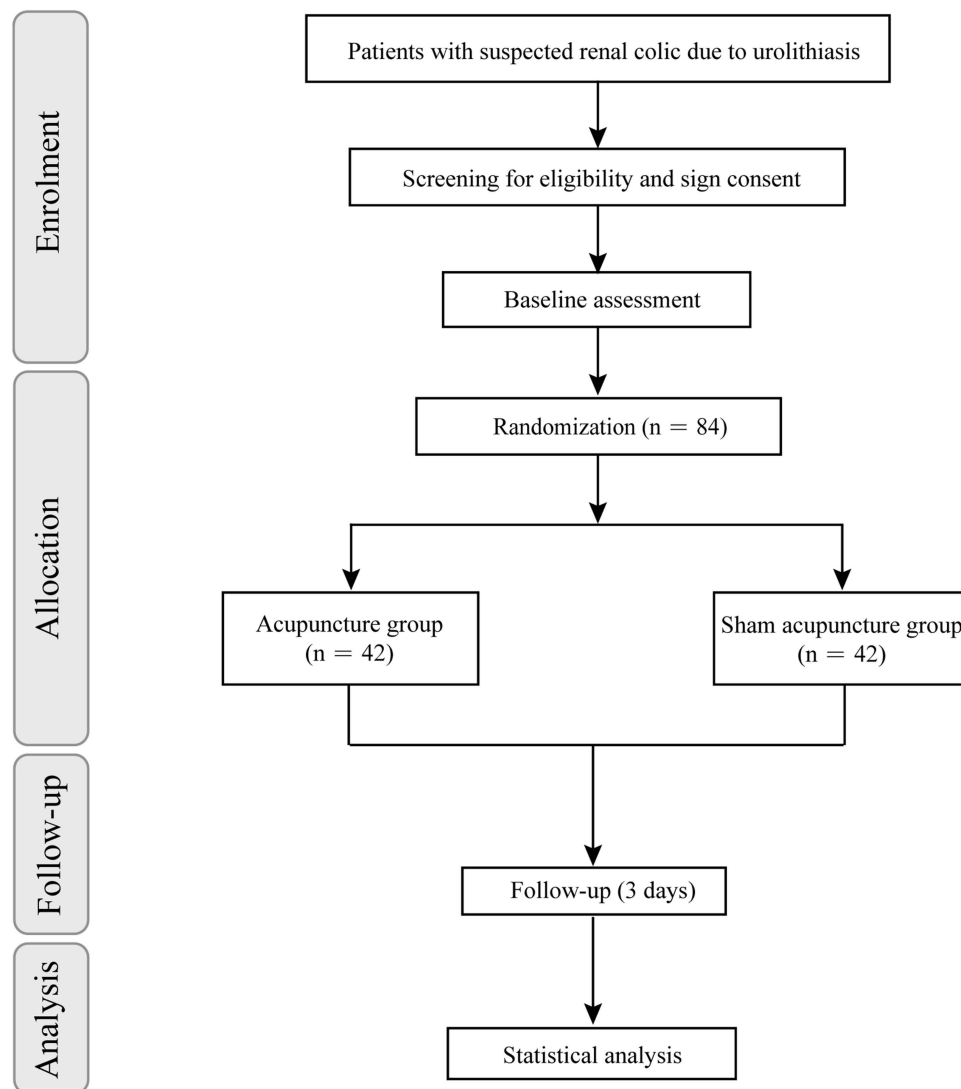 Enrolment
Patients with suspected renal colic due to urolithiasis
Screening for eligibility and sign consent
Baseline assessment
Allocation
Randomization (n = 84)
Acupuncture group
(n = 42)
Sham acupuncture group
(n = 42)
Follow-up
Follow-up (3 days)
Analysis
Statistical analysis